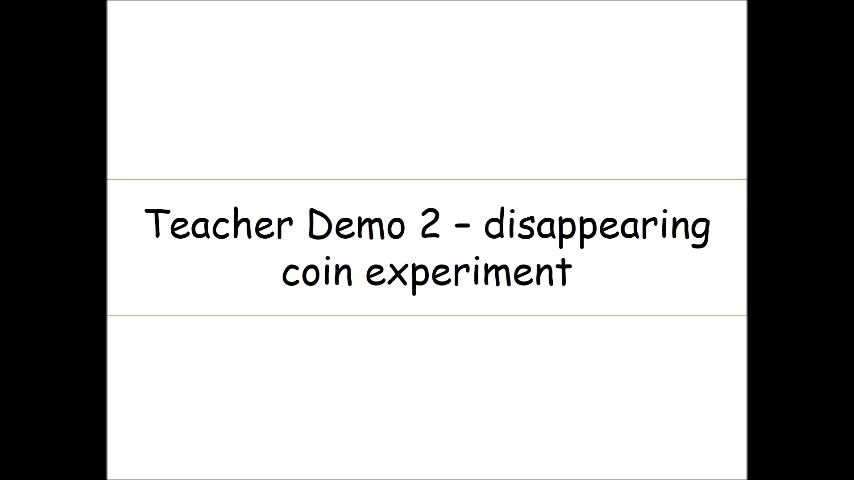 Teacher Demo 2 – disappearing
coin experiment